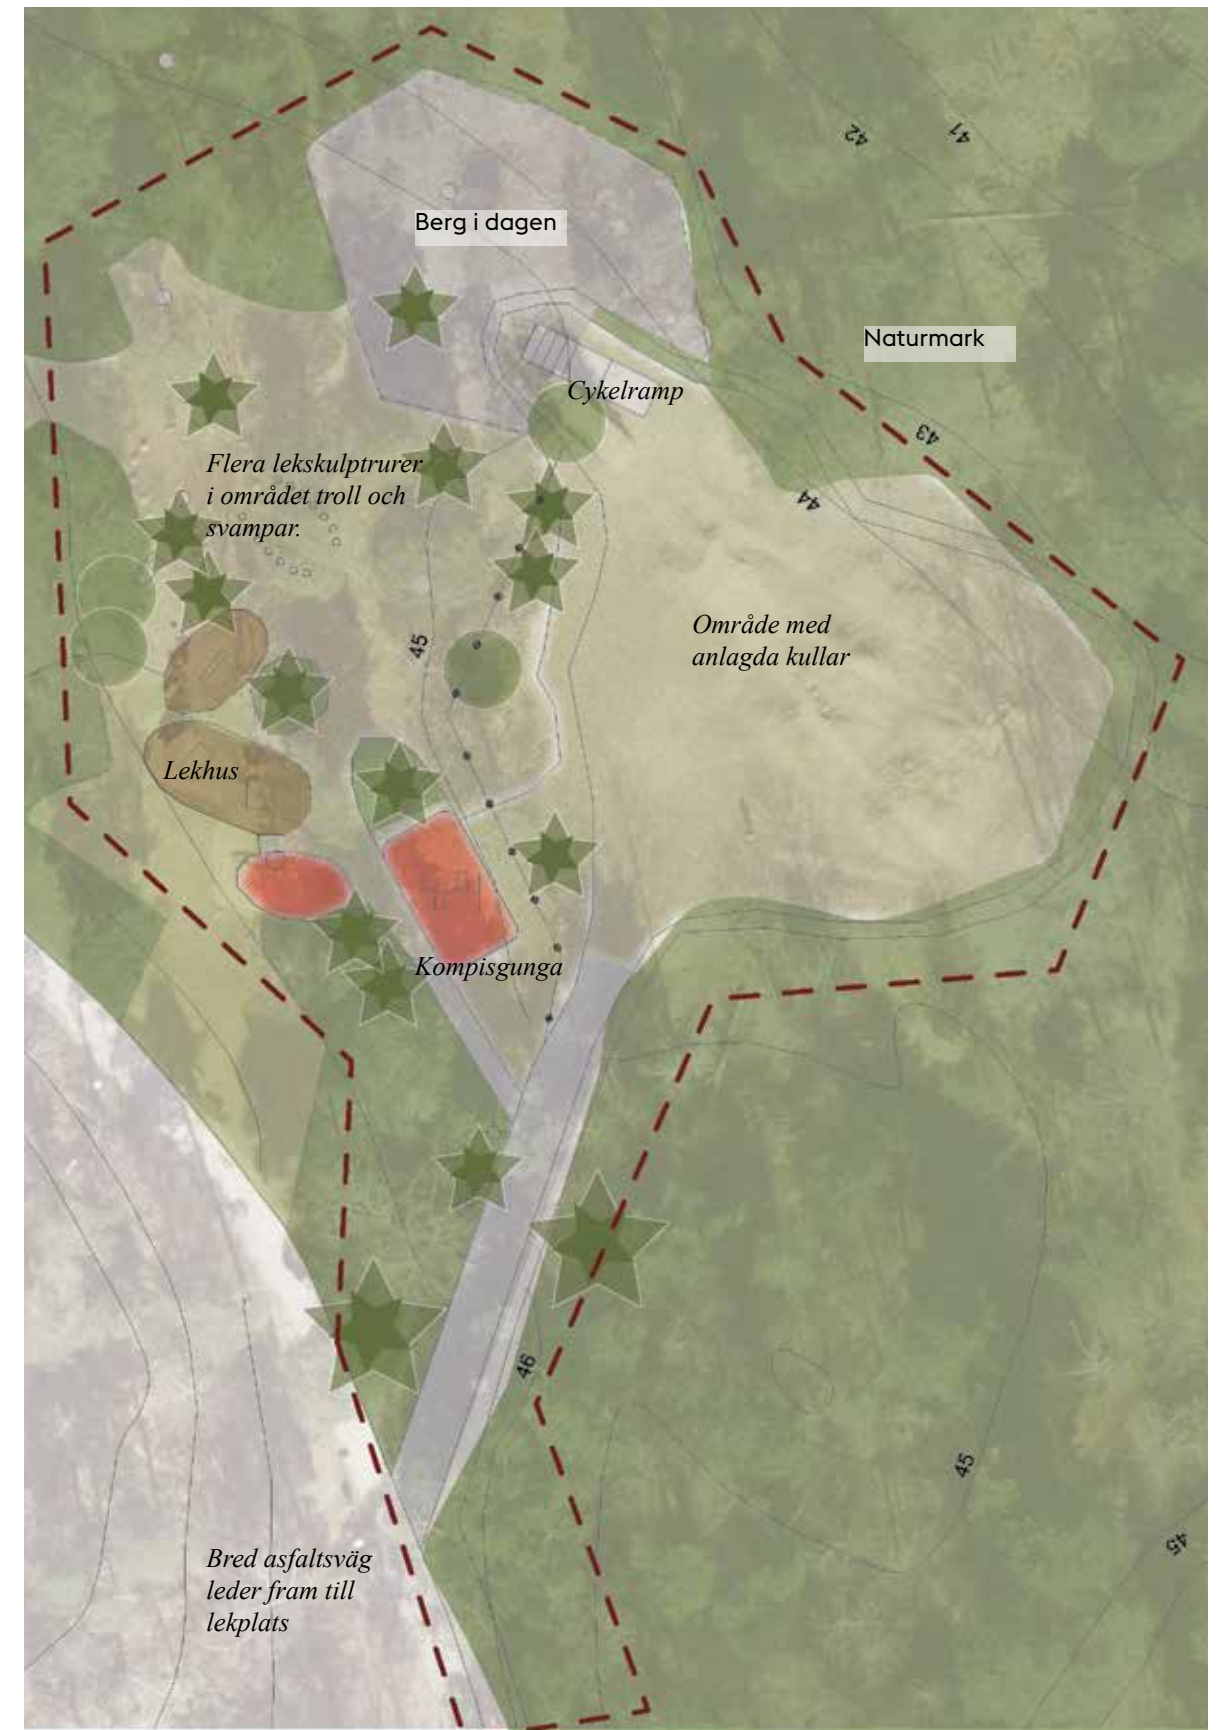 42
41
Berg i dagen
Naturmark
Cykelramp
43
Flera lekskulptrurer
i området troll och
svampar.
44
Område med
anlagda kullar
45
Lekhus
Kompisgunga
46
45
45
Bred asfaltsväg
leder fram till
lekplats